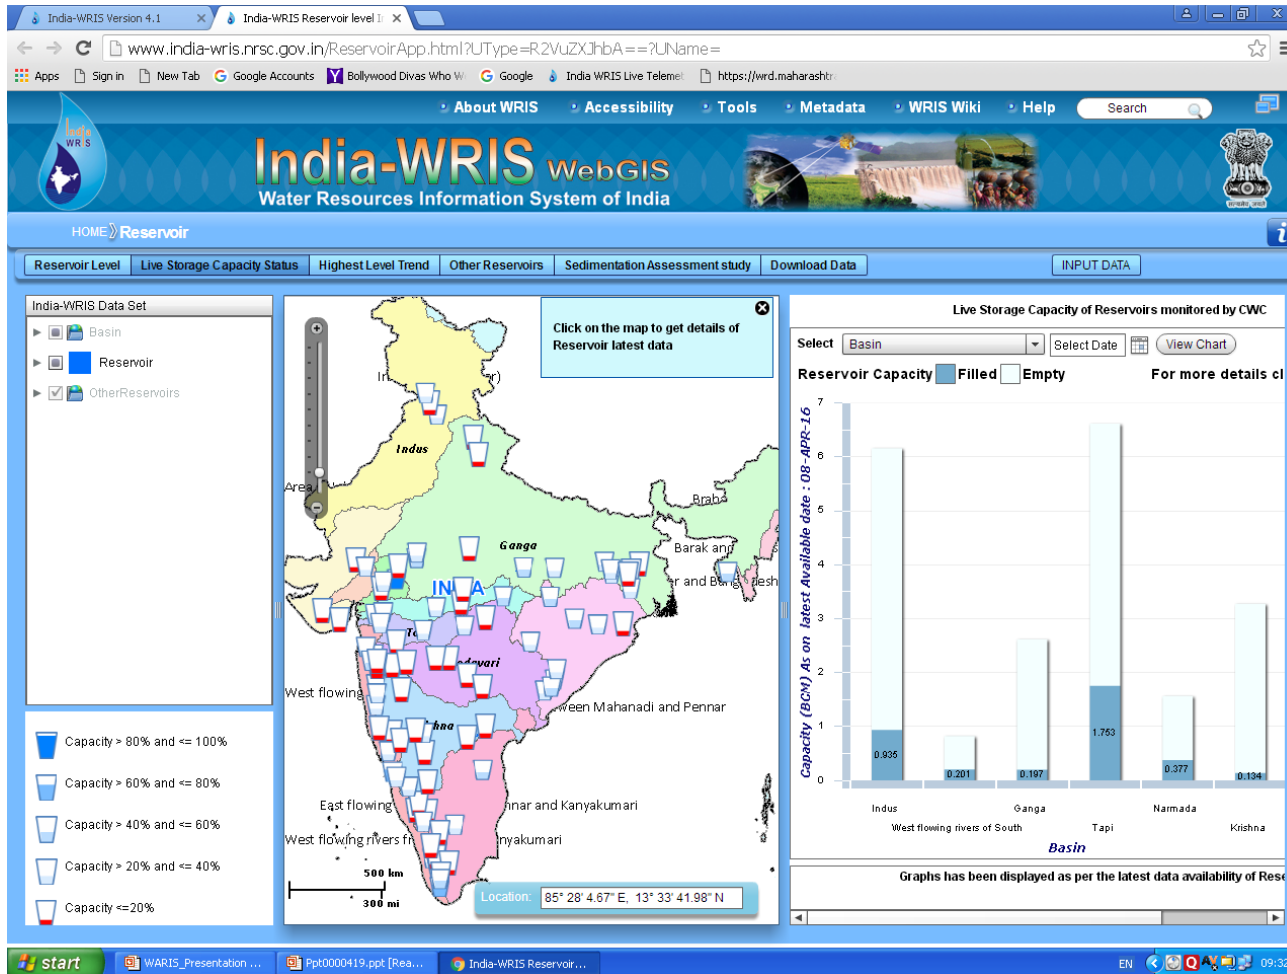 India-WRIS Version 4.1
India-WRIS Reservoir level I
www.india-wris.nrsc.gov.in/ReservoirApp.html?UType=R2VuZXJhbA==?UName=
Apps Sign in New Tab Google Accounts Bollywood Divas Who W Google India WRIS Live Telemet https://wrd.maharashtr
About WRIS Accessibility Tools Metadata WRIS Wiki Help Search
India WRIS
India-WRIS WebGIS
Water Resources Information System of India
HOME Reservoir
Reservoir Level Live Storage Capacity Status Highest Level Trend Other Reservoirs Sedimentation Assessment study Download Data INPUT DATA
India-WRIS Data Set
Basin
Reservoir
OtherReservoirs
Capacity > 80% and <= 100%
Capacity > 60% and <= 80%
Capacity > 40% and <= 60%
Capacity > 20% and <= 40%
Capacity <=20%
Click on the map to get details of
Reservoir latest data
Indus
Area
Brah
Ganga
Barak and
er and Bangladesh
INDIA
West flowing
ween Mahanadi and Pennar
East flowing
nnar and Kanyakumari
West flowing rivers fr
nyakumari
500 km
300 mi
Location: 85° 28' 4.67" E, 13° 33' 41.98" N
Live Storage Capacity of Reservoirs monitored by CWC
Select Basin Select Date View Chart
Reservoir Capacity Filled Empty For more details cl
Capacity (BCM) As on latest Available date : 08-APR-16
7
6
5
4
3
2
1
0
0.935 0.201 0.197 1.753 0.377 0.134
Indus Ganga Narmada
West flowing rivers of South Tapi Krishna
Basin
Graphs has been displayed as per the latest data availability of Rese
start WARIS_Presentation ... Ppt0000419.ppt [Rea... India-WRIS Reservoir... EN 09:32